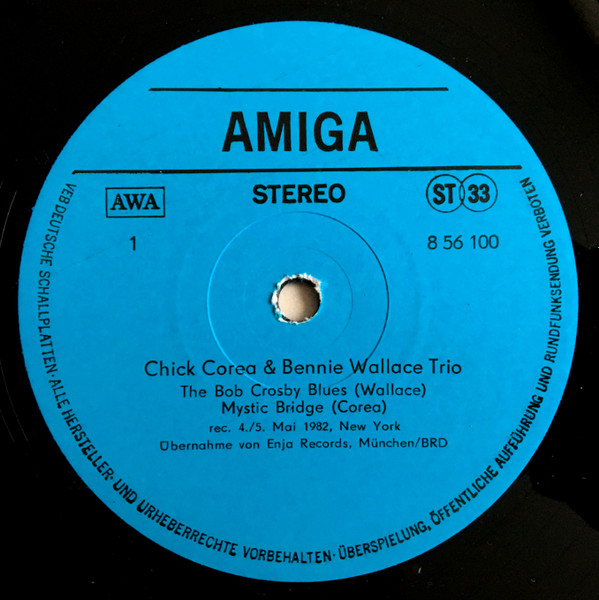 AMIGA
AWA
STEREO
ST 33
1
8 56 100
Chick Corea & Bennie Wallace Trio
The Bob Crosby Blues (Wallace)
Mystic Bridge (Corea)
rec. 4./5. Mai 1982, New York
Übernahme von Enja Records, München/BRD
VEB DEUTSCHE SCHALLPLATTEN · ALLE HERSTELLER- UND URHEBERRECHTE VORBEHALTEN · ÜBERSPIELUNG, ÖFFENTLICHE AUFFÜHRUNG UND RUNDFUNKSENDUNG VERBOTEN